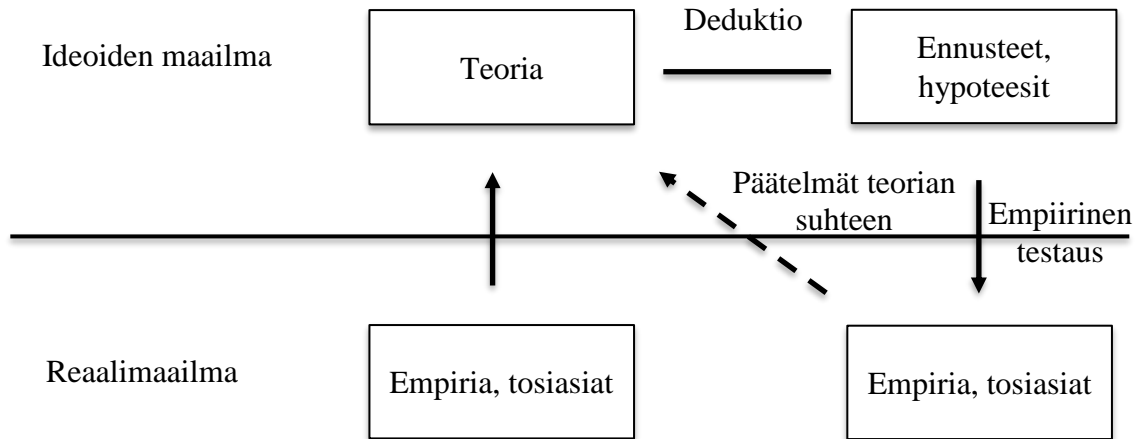 Ideoiden maailma
Teoria
Deduktio
Ennusteet,
hypoteesit
Päätelmät teorian
suhteen
Empiirinen
testaus
Reaalimaailma
Empiria, tosiasiat
Empiria, tosiasiat